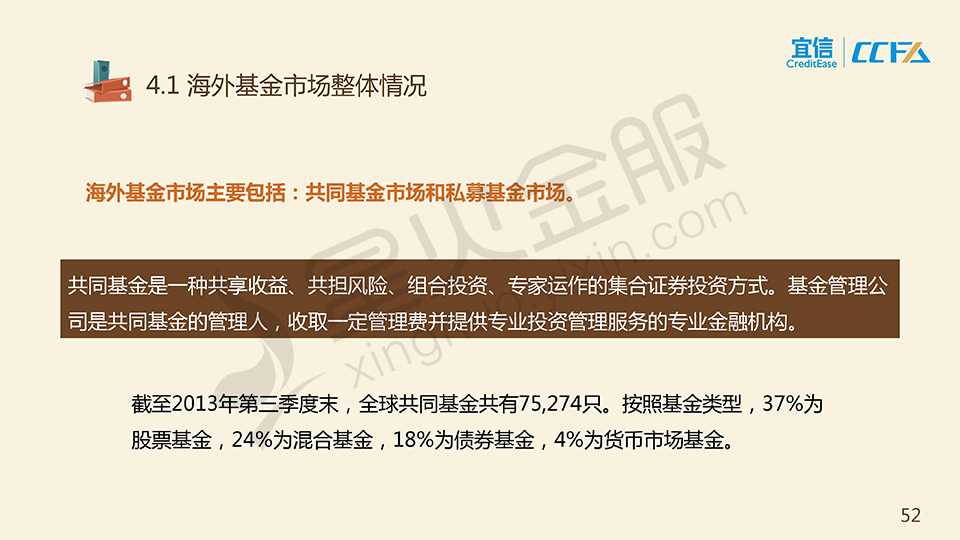 宜信
CreditEase
CCFA
4.1 海外基金市场整体情况
海外基金市场主要包括：共同基金市场和私募基金市场。
共同基金是一种共享收益、共担风险、组合投资、专家运作的集合证券投资方式。基金管理公
司是共同基金的管理人，收取一定管理费并提供专业投资管理服务的专业金融机构。
截至2013年第三季度末，全球共同基金共有75,274只。按照基金类型，37%为
股票基金，24%为混合基金，18%为债券基金，4%为货币市场基金。
星火金服
52